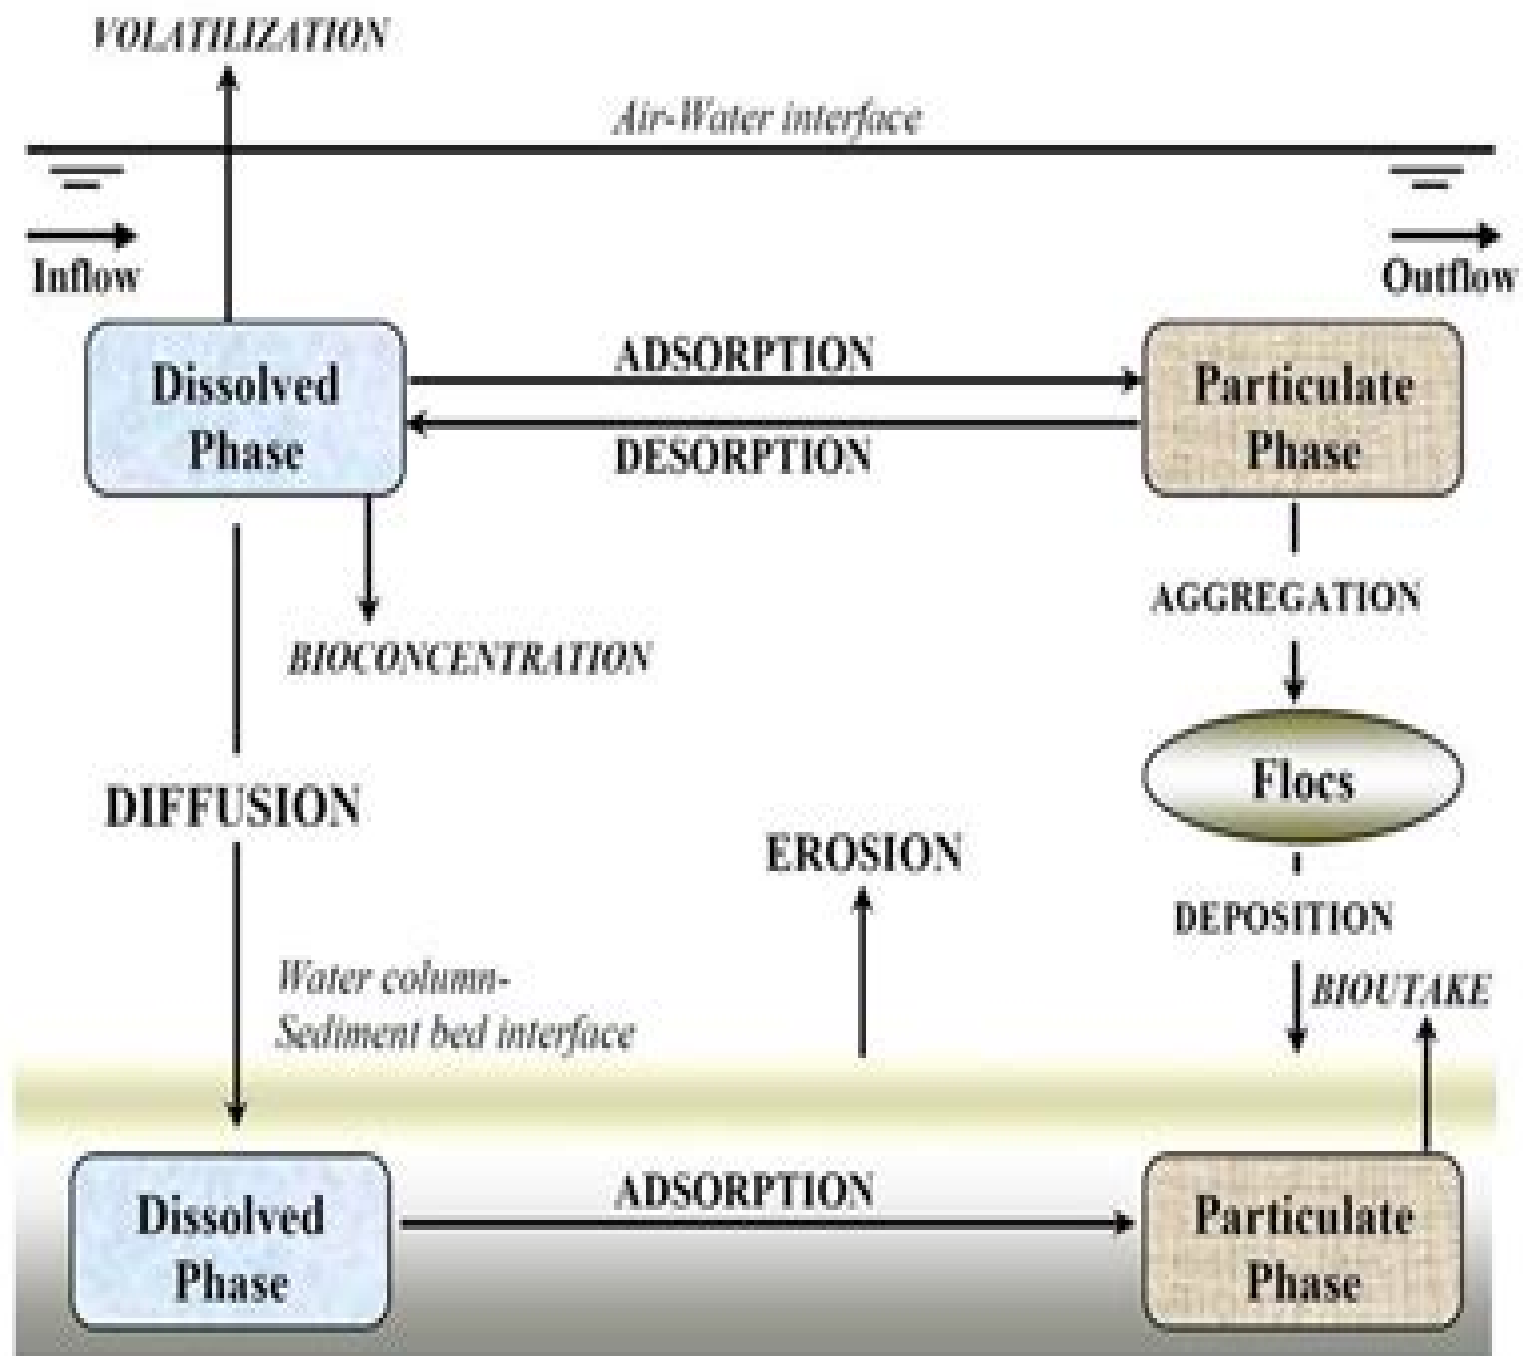 VOLATILIZATION
Air-Water interface
Inflow
Outflow
Dissolved
Phase
ADSORPTION
DESORPTION
Particulate
Phase
AGGREGATION
BIOCONCENTRATION
Flocs
DIFFUSION
EROSION
DEPOSITION
BIOUTAKE
Water column-
Sediment bed interface
Dissolved
Phase
ADSORPTION
Particulate
Phase